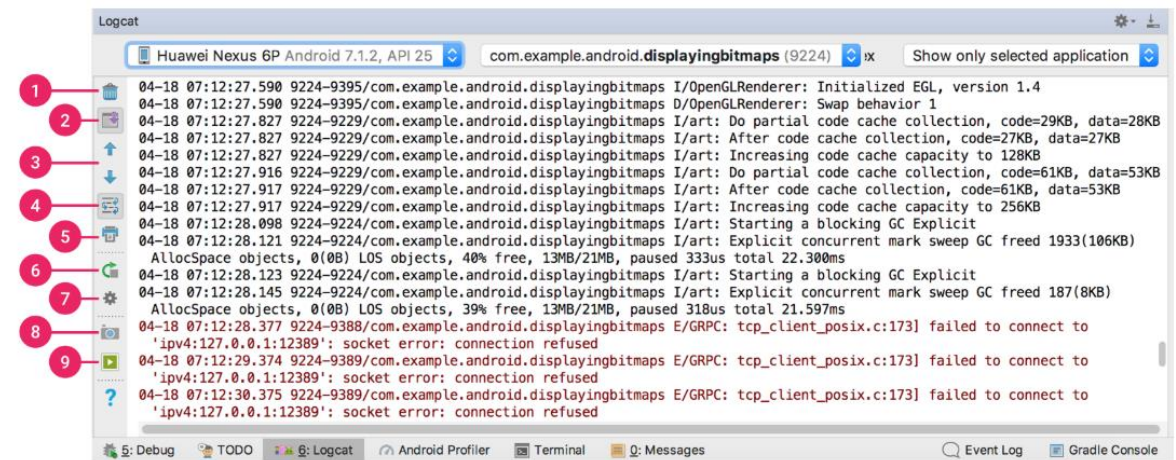 Logcat
Huawei Nexus 6P Android 7.1.2, API 25 com.example.android.displayingbitmaps (9224) ex Show only selected application
1
2
3
4
5
6
7
8
9
04-18 07:12:27.590 9224-9395/com.example.android.displayingbitmaps I/OpenGLRenderer: Initialized EGL, version 1.4
04-18 07:12:27.590 9224-9395/com.example.android.displayingbitmaps D/OpenGLRenderer: Swap behavior 1
04-18 07:12:27.827 9224-9229/com.example.android.displayingbitmaps I/art: Do partial code cache collection, code=29KB, data=28KB
04-18 07:12:27.827 9224-9229/com.example.android.displayingbitmaps I/art: After code cache collection, code=27KB, data=27KB
04-18 07:12:27.827 9224-9229/com.example.android.displayingbitmaps I/art: Increasing code cache capacity to 128KB
04-18 07:12:27.916 9224-9229/com.example.android.displayingbitmaps I/art: Do partial code cache collection, code=61KB, data=53KB
04-18 07:12:27.917 9224-9229/com.example.android.displayingbitmaps I/art: After code cache collection, code=61KB, data=53KB
04-18 07:12:27.917 9224-9229/com.example.android.displayingbitmaps I/art: Increasing code cache capacity to 256KB
04-18 07:12:28.098 9224-9224/com.example.android.displayingbitmaps I/art: Starting a blocking GC Explicit
04-18 07:12:28.121 9224-9224/com.example.android.displayingbitmaps I/art: Explicit concurrent mark sweep GC freed 1933(106KB)
AllocSpace objects, 0(0B) LOS objects, 40% free, 13MB/21MB, paused 333us total 22.300ms
04-18 07:12:28.123 9224-9224/com.example.android.displayingbitmaps I/art: Starting a blocking GC Explicit
04-18 07:12:28.145 9224-9224/com.example.android.displayingbitmaps I/art: Explicit concurrent mark sweep GC freed 187(8KB)
AllocSpace objects, 0(0B) LOS objects, 39% free, 13MB/21MB, paused 318us total 21.597ms
04-18 07:12:28.377 9224-9388/com.example.android.displayingbitmaps E/GRPC: tcp_client_posix.c:173] failed to connect to
'ipv4:127.0.0.1:12389': socket error: connection refused
04-18 07:12:29.374 9224-9389/com.example.android.displayingbitmaps E/GRPC: tcp_client_posix.c:173] failed to connect to
'ipv4:127.0.0.1:12389': socket error: connection refused
04-18 07:12:30.375 9224-9389/com.example.android.displayingbitmaps E/GRPC: tcp_client_posix.c:173] failed to connect to
'ipv4:127.0.0.1:12389': socket error: connection refused
?
5: Debug TODO 6: Logcat Android Profiler Terminal 0: Messages Event Log Gradle Console